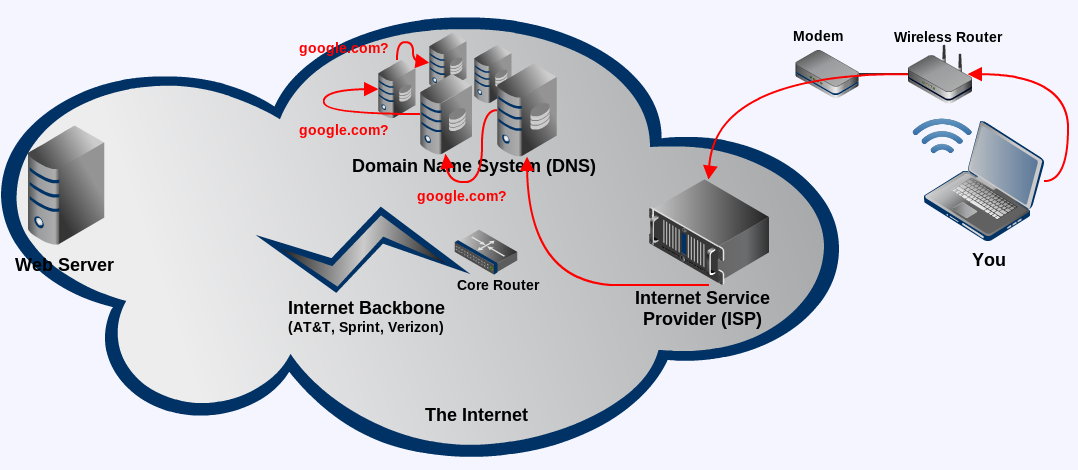 Modem
Wireless Router
google.com?
google.com?
Domain Name System (DNS)
google.com?
You
Web Server
Core Router
Internet Service
Provider (ISP)
Internet Backbone
(AT&T, Sprint, Verizon)
The Internet